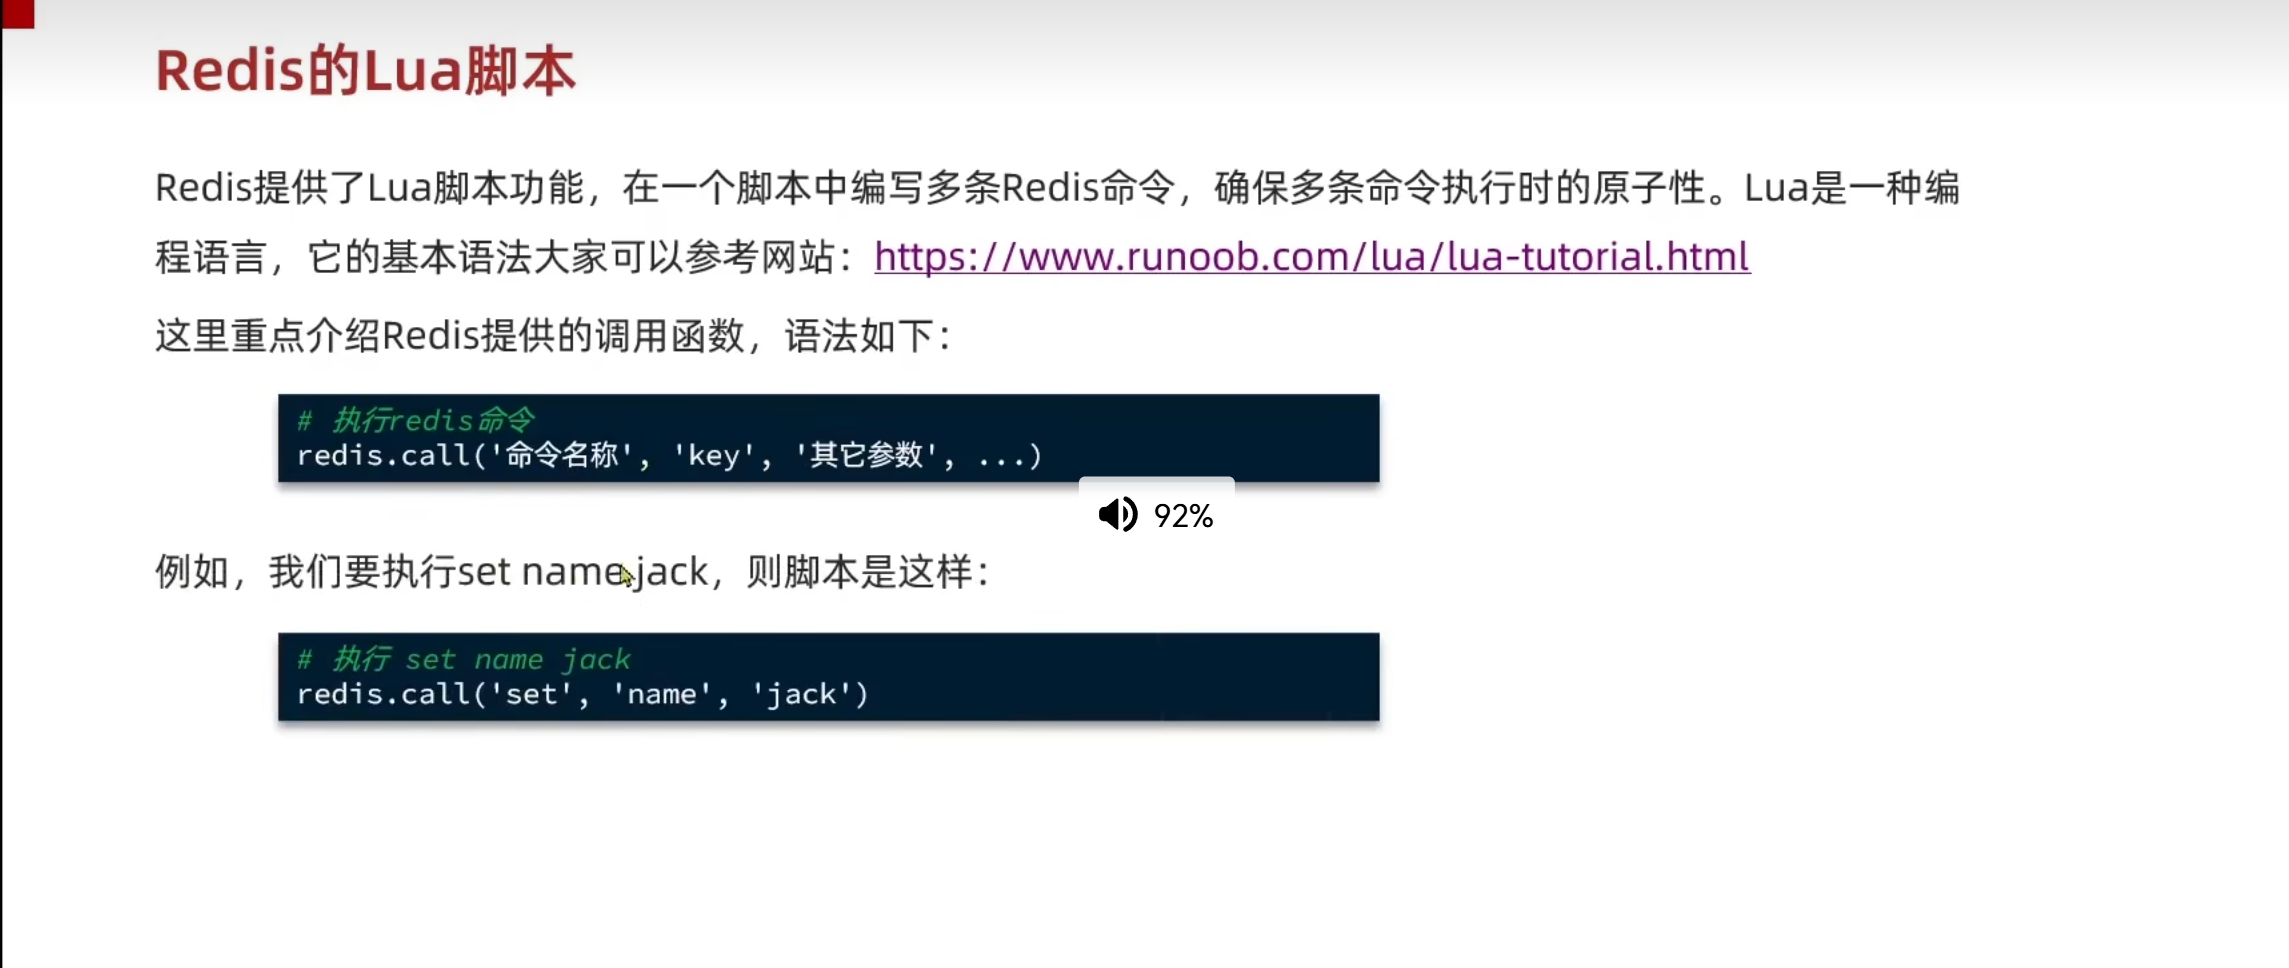 Redis的Lua脚本
Redis提供了Lua脚本功能，在一个脚本中编写多条Redis命令，确保多条命令执行时的原子性。Lua是一种编
程语言，它的基本语法大家可以参考网站：https://www.runoob.com/lua/lua-tutorial.html
这里重点介绍Redis提供的调用函数，语法如下：
# 执行redis命令
redis.call('命令名称', 'key', '其它参数', ...)
92%
例如，我们要执行set name jack，则脚本是这样：
# 执行 set name jack
redis.call('set', 'name', 'jack')